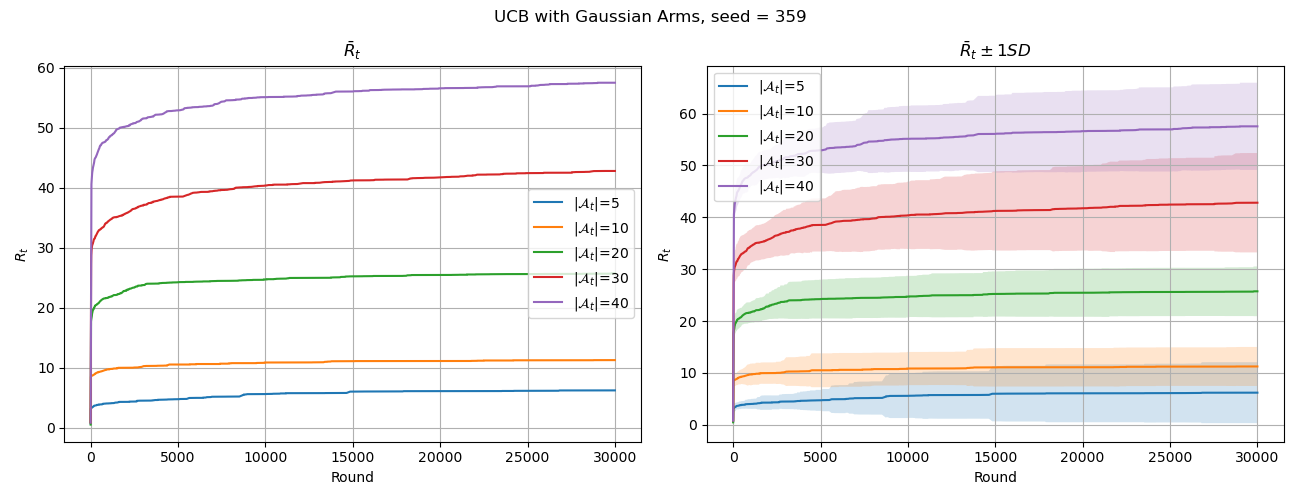 UCB with Gaussian Arms, seed = 359
R̄ₜ
60
50
40
30
20
10
0
Rₜ
0 5000 10000 15000 20000 25000 30000
Round
|𝒜ₜ|=5
|𝒜ₜ|=10
|𝒜ₜ|=20
|𝒜ₜ|=30
|𝒜ₜ|=40
R̄ₜ ± 1SD
60
50
40
30
20
10
0
Rₜ
0 5000 10000 15000 20000 25000 30000
Round
|𝒜ₜ|=5
|𝒜ₜ|=10
|𝒜ₜ|=20
|𝒜ₜ|=30
|𝒜ₜ|=40